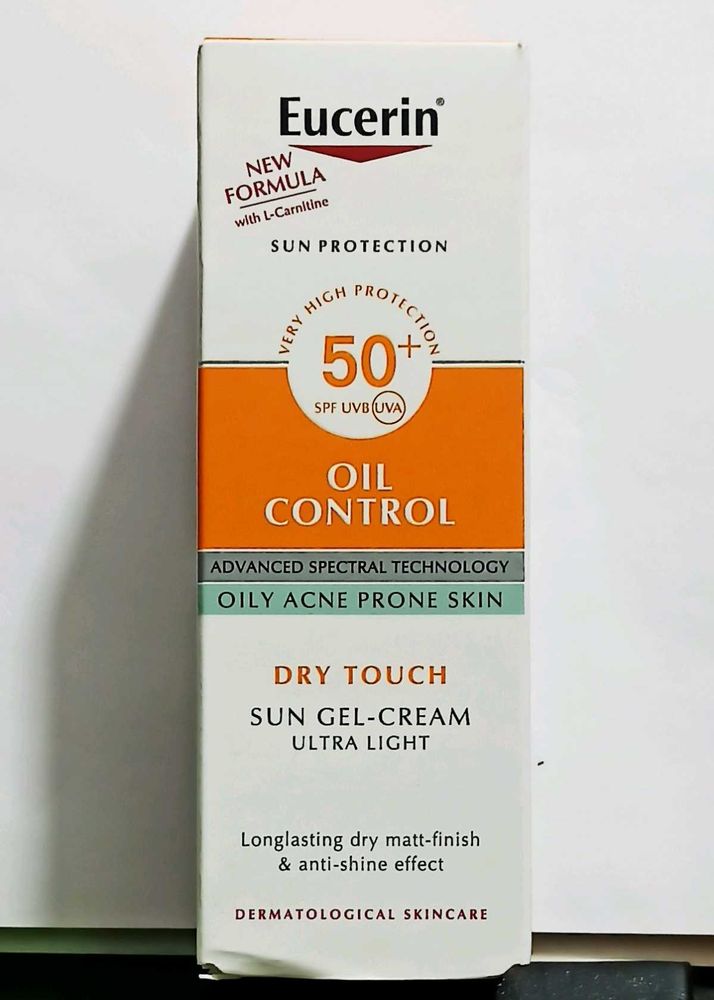 Eucerin®
NEW
FORMULA
with L-Carnitine
SUN PROTECTION
VERY HIGH PROTECTION
50+
SPF UVB UVA
OIL
CONTROL
ADVANCED SPECTRAL TECHNOLOGY
OILY ACNE PRONE SKIN
DRY TOUCH
SUN GEL-CREAM
ULTRA LIGHT
Longlasting dry matt-finish
& anti-shine effect
DERMATOLOGICAL SKINCARE